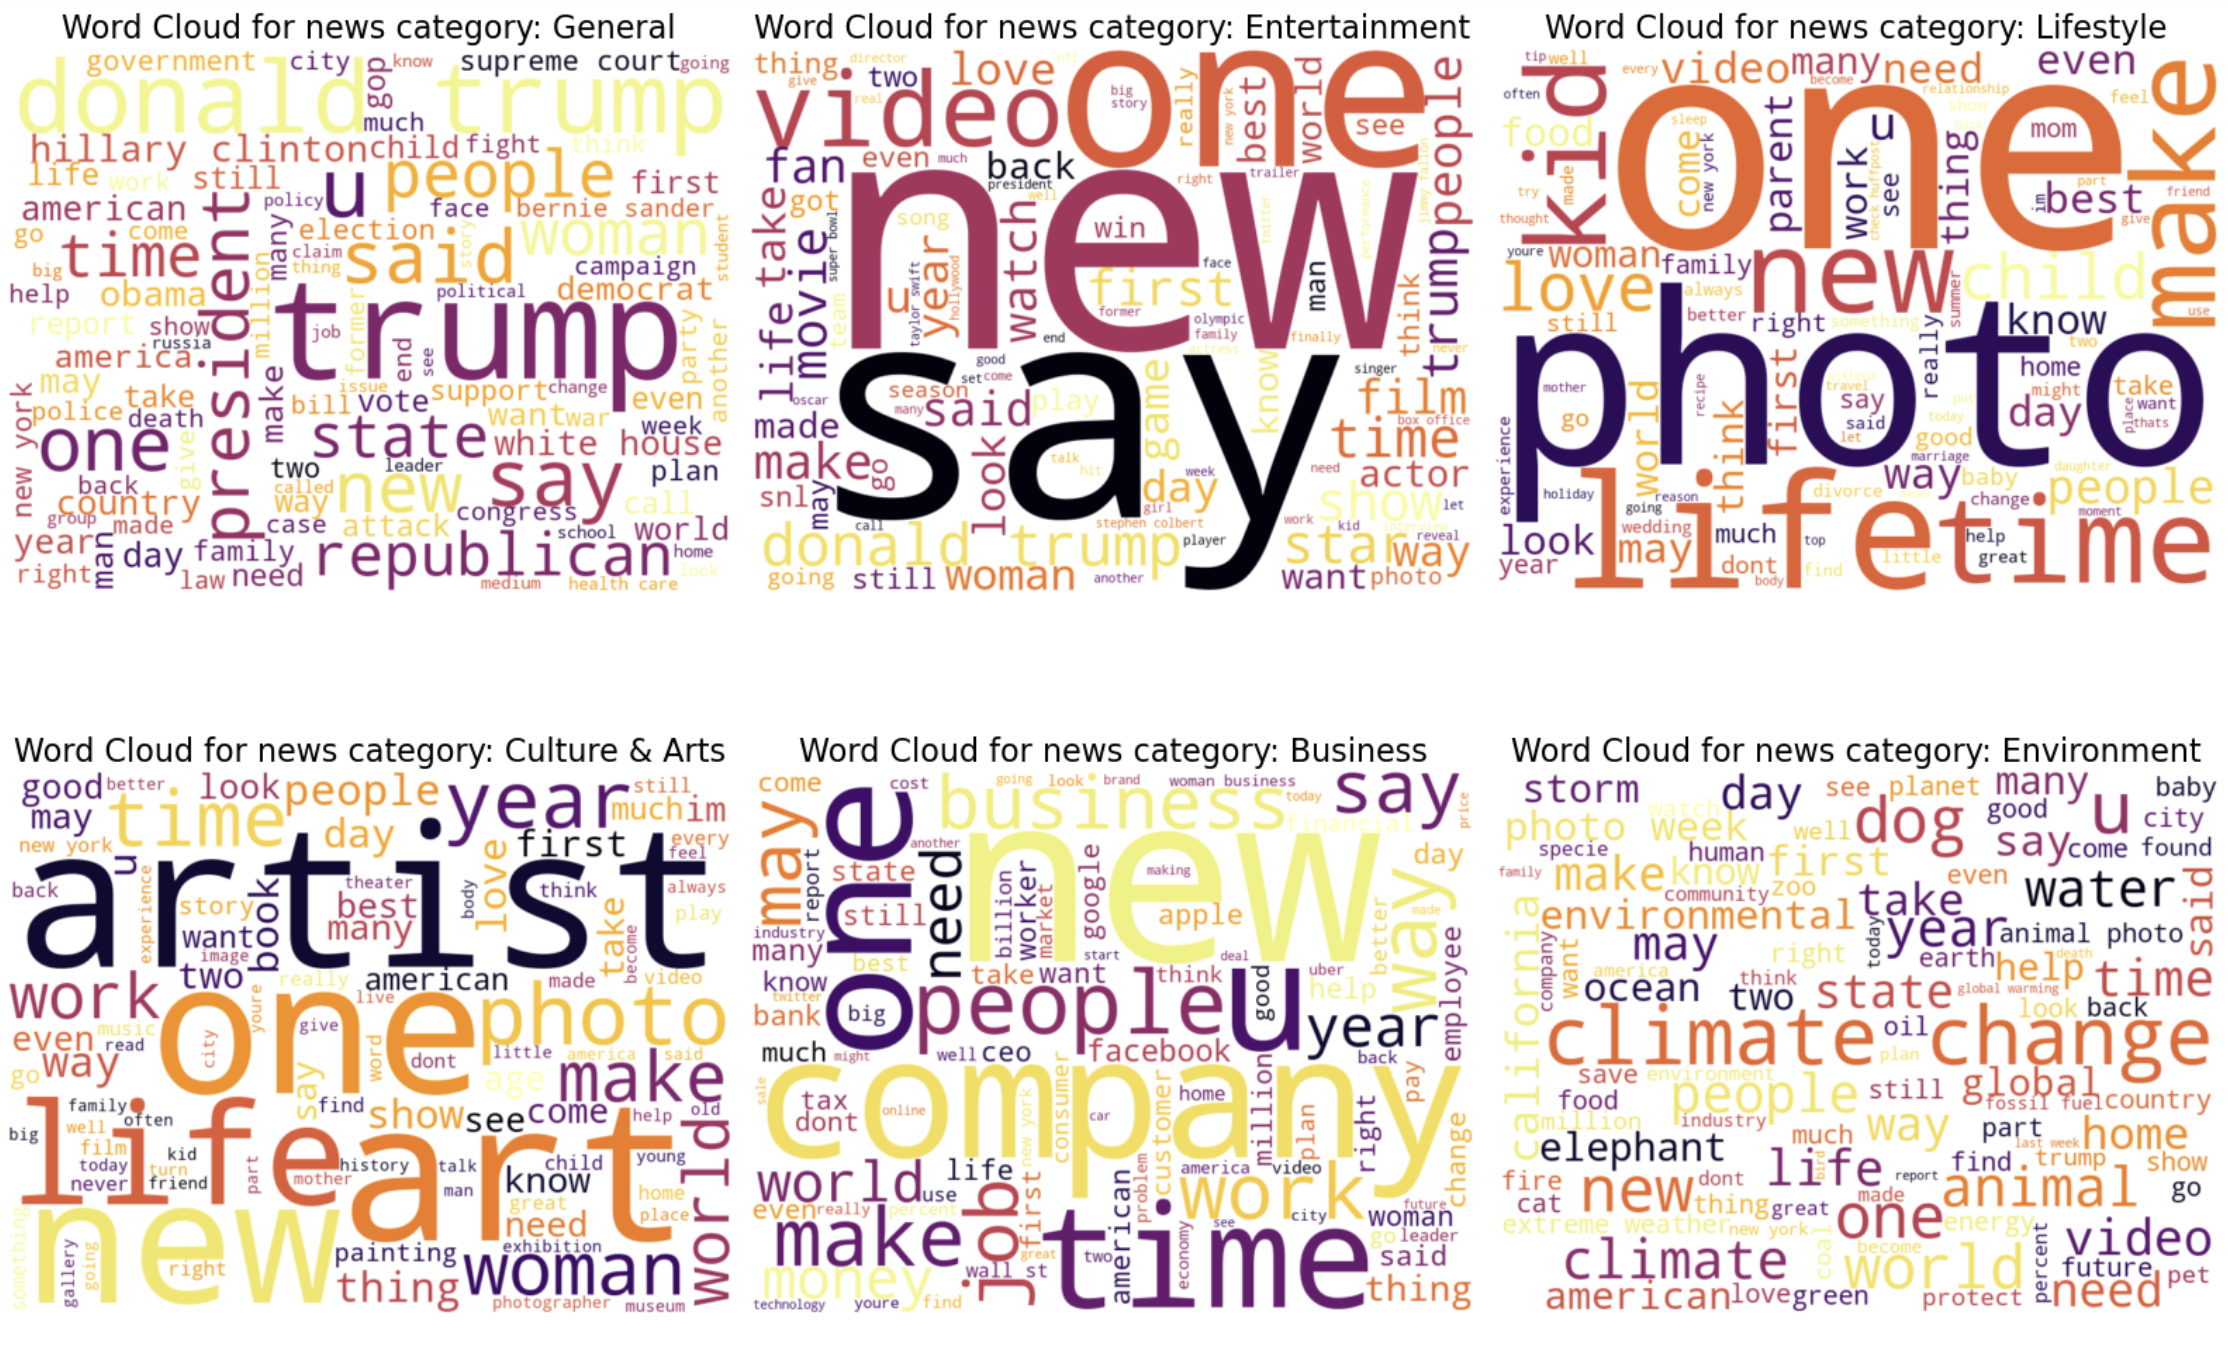 Word Cloud for news category: General
government city gop know supreme court going
donald trump
much
hillary clinton child fight think
life work still u people first
american president policy face bernie sander
go come many election said woman student
big time claim thing story campaign
help obama million political democrat
report show trump job former party another
america russia end see
may issue support change even
new york police take make bill vote want war
death week
one state white house
back give two leader say plan
country called new call
group made way case attack congress school world
year man day family republican home
right law need medium health care look
Word Cloud for news category: Entertainment
thing director love nfl one
give two big story really new york best world people
video real see
fan even much back
president right trailer
life take got super bowl well new twitter performance jimmy fallon
movie song watch win
team u year first face man trump
taylor swift hollywood former olympic family think
end finally never
actress
good singer
oscar season set come say game know film
many said play box office
made look time
make go talk hit week need actor
snl may day show let
call girl work kid interview
donald trump stephen colbert player star reveal way
going still woman another want photo
Word Cloud for news category: Lifestyle
tip well every video many need even
often kid become relationship feel make
food sleep one parent u show back mom
come new york work see thing
try made check huffpost im best part friend
thought give
youre woman family new summer child
love always use
still better right something know two
photo really home
mother first without travel might take
recipe say want
go world think said day place thats
let put today
experience good marriage way baby daughter people
holiday reason divorce mean change moment
look going wedding lifetime
may much top help
year dont find little great
body
Word Cloud for news category: Culture & Arts
good better look people year still
may time day much im
new york first every
u artist feel
back theater love think always
experience story best body take play
want book many
image become
two really american made video
work youre live one photo
even music read city give
way word dont little america said
go age make
life say find show see come help old world
family often
big well
film kid history talk child young
today turn part man know
never friend mother art great home
something new need place
painting exhibition woman
gallery going right thing
photographer museum
Word Cloud for news category: Business
come cost going look brand woman business say
may one business today price
another financial
report state need new making day
still billion worker market google apple way
industry better made
many best start deal
know take want think good uber help employee
twitter people u
bank big year
much might well ceo facebook back
sale company consumer customer home million pay
tax car plan right
dont online new york change
world life america video
use work
even really percent job first problem city future
make american see woman
great two economy go leader
money wall st time said
technology youre find thing
Word Cloud for news category: Environment
storm day see planet many baby
watch dog good u city
photo week well say come found
specie human first
family make know zoo even water said
community take
environmental year animal photo
california company may right today earth help death
want america think time
ocean two state global warming look back
climate change oil
plan
save environment people still global
food fossil fuel country
million industry much way part home
elephant last week
life bird find trump show
fire dont report
cat new thing great made animal go
extreme weather new york one energy
climate coal become percent video
world future pet
american love green protect need